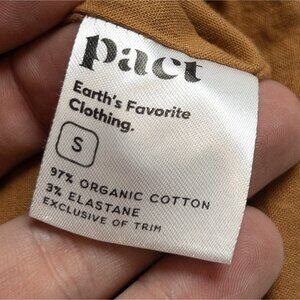 pact
Earth's Favorite
Clothing.
S
97% ORGANIC COTTON
3% ELASTANE
EXCLUSIVE OF TRIM